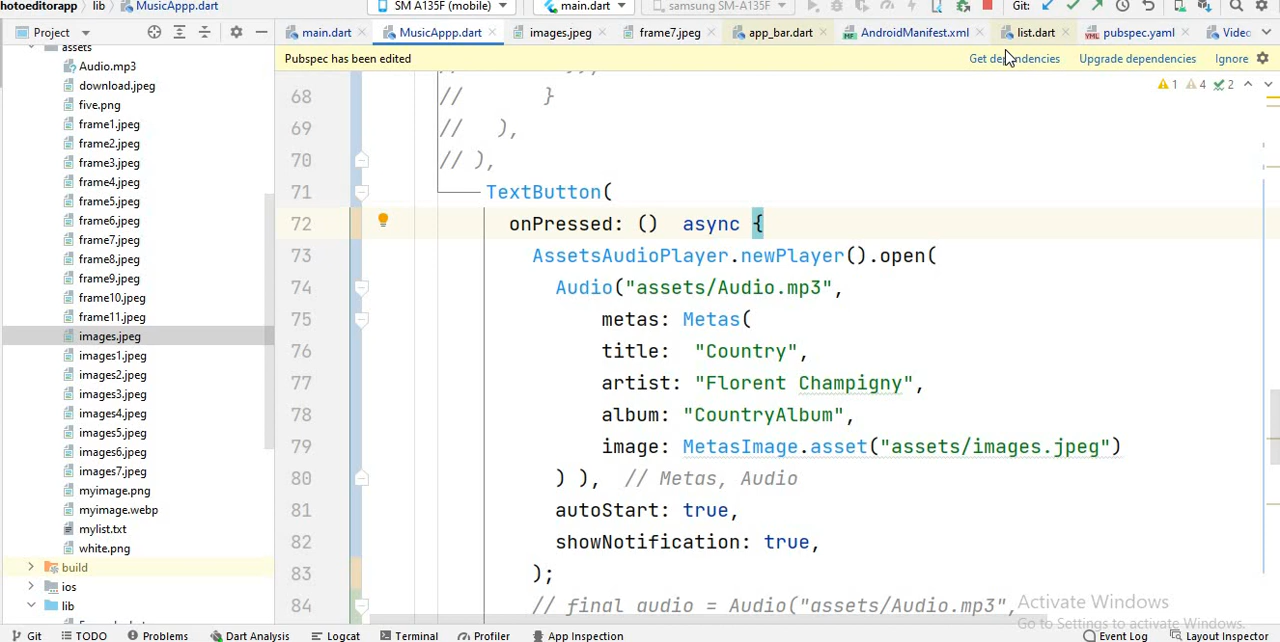 hotoeditorapp > lib > MusicAppp.dart SM A135F (mobile) main.dart samsung SM-A135F Git:
Project main.dart MusicAppp.dart images.jpeg frame7.jpeg app_bar.dart AndroidManifest.xml list.dart pubspec.yaml Videc
Pubspec has been edited Get dependencies Upgrade dependencies Ignore
assets
Audio.mp3
download.jpeg
five.png
frame1.jpeg
frame2.jpeg
frame3.jpeg
frame4.jpeg
frame5.jpeg
frame6.jpeg
frame7.jpeg
frame8.jpeg
frame9.jpeg
frame10.jpeg
frame11.jpeg
images.jpeg
images1.jpeg
images2.jpeg
images3.jpeg
images4.jpeg
images5.jpeg
images6.jpeg
images7.jpeg
myimage.png
myimage.webp
mylist.txt
white.png
build
ios
lib
1 4 2
68 // }
69 // ),
70 // ),
71 TextButton(
72 onPressed: () async {
73 AssetsAudioPlayer.newPlayer().open(
74 Audio("assets/Audio.mp3",
75 metas: Metas(
76 title: "Country",
77 artist: "Florent Champigny",
78 album: "CountryAlbum",
79 image: MetasImage.asset("assets/images.jpeg")
80 ) ), // Metas, Audio
81 autoStart: true,
82 showNotification: true,
83 );
84 // final audio = Audio("assets/Audio.mp3",
Activate Windows
Go to Settings to activate Windows.
Git TODO Problems Dart Analysis Logcat Terminal Profiler App Inspection Event Log Layout Inspector